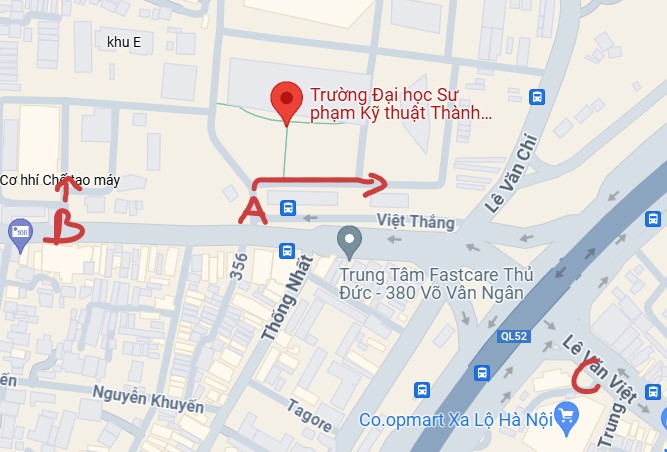 khu E
Trường Đại học Sư
phạm Kỹ thuật Thành...
Cơ hhí Chế tạo máy
Lê Văn Chí
A
B
Việt Thắng
356
Thống Nhất
Trung Tâm Fastcare Thủ
Đức - 380 Võ Văn Ngân
QL52
Lê Văn Việt
C
Nguyễn Khuyến
Tagore
Co.opmart Xa Lộ Hà Nội
Trung